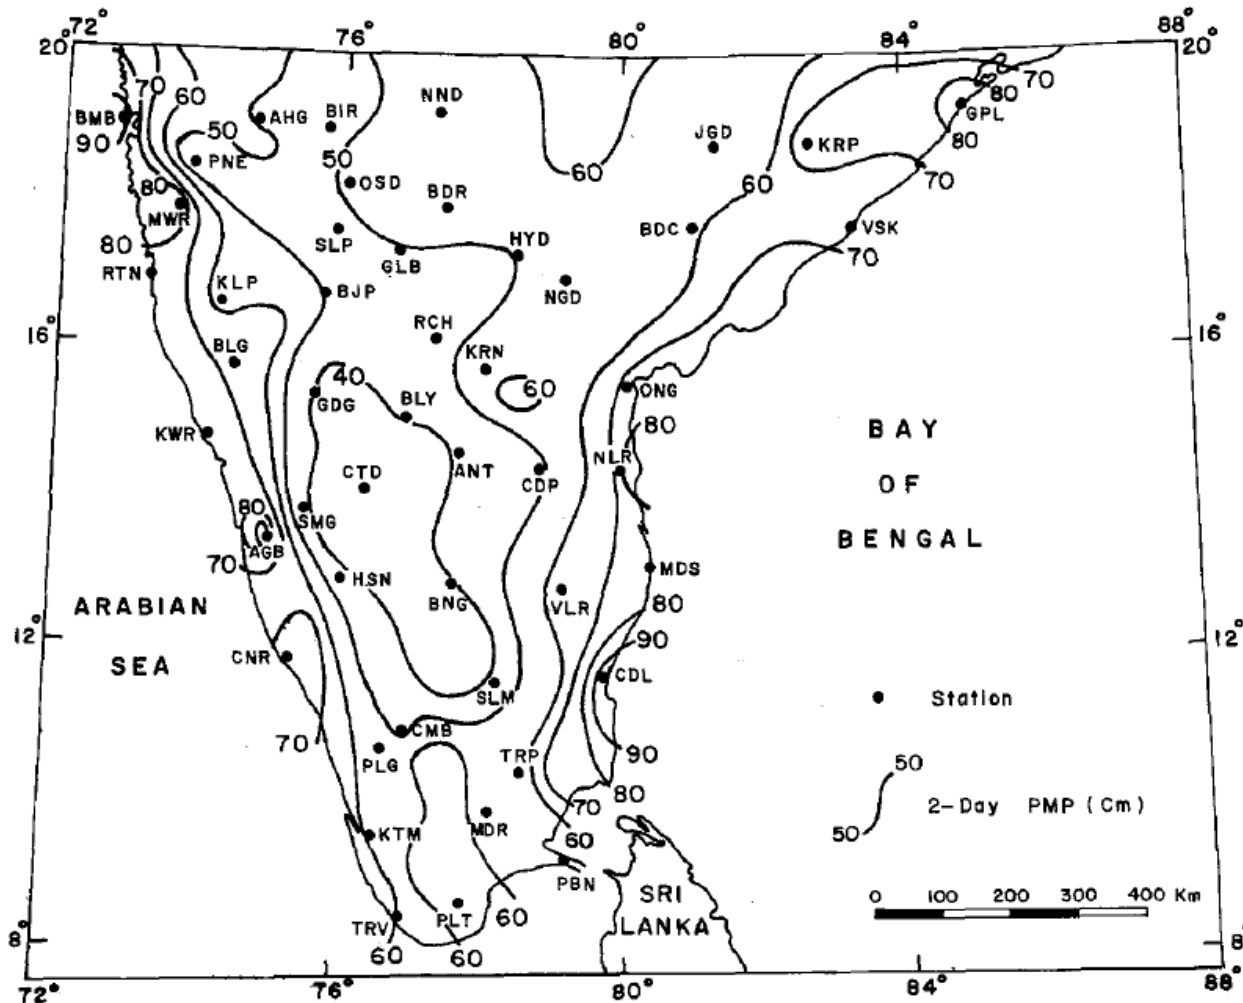 72° 76° 80° 84° 88°
20° 20°
70 60 70
80
BMB AHG BIR NND GPL
90 50 JGD KRP 80
PNE 50 60 60 70
80 OSD BDR
MWR
80 SLP GLB HYD BDC VSK
70
RTN KLP BJP NGD
16° 16°
BLG RCH KRN
40 60 ONG
GDG BLY 80
KWR NLR
CTD ANT CDP
80 SMG
AGB
70 HSN BNG VLR MDS
80
BAY
OF
BENGAL
ARABIAN
SEA
12° 12°
90
CNR CDL
SLM
70 CMB 90
PLG TRP
80
70
KTM MDR 60
PBN
60
TRV PLT
60 60
SRI
LANKA
Station
50
2-Day PMP (Cm)
50
0 100 200 300 400 Km
8° 8
72° 76° 80° 84° 88°